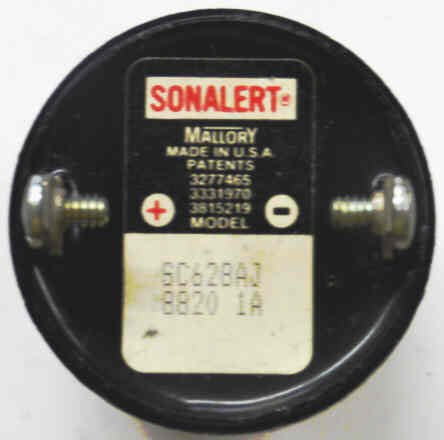 SONALERT®
MALLORY
MADE IN U.S.A.
PATENTS
3277465
3331970
3815219
+ -
MODEL
SC628AJ
8820 1A